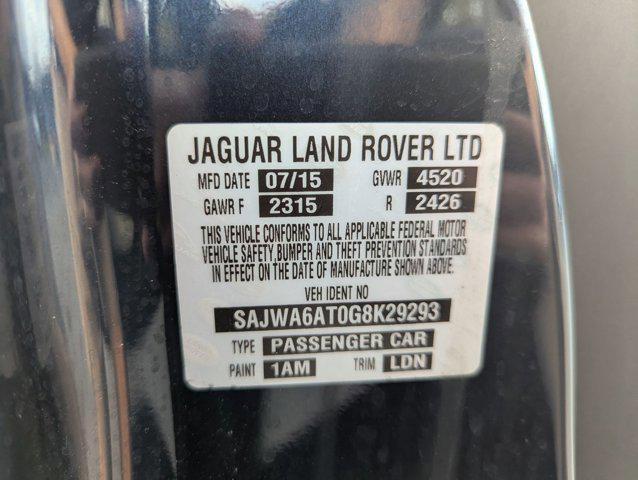 JAGUAR LAND ROVER LTD
MFD DATE 07/15 GVWR 4520
GAWR F 2315 R 2426
THIS VEHICLE CONFORMS TO ALL APPLICABLE FEDERAL MOTOR
VEHICLE SAFETY,BUMPER AND THEFT PREVENTION STANDARDS
IN EFFECT ON THE DATE OF MANUFACTURE SHOWN ABOVE.
VEH IDENT NO
SAJWA6AT0G8K29293
TYPE PASSENGER CAR
PAINT 1AM TRIM LDN